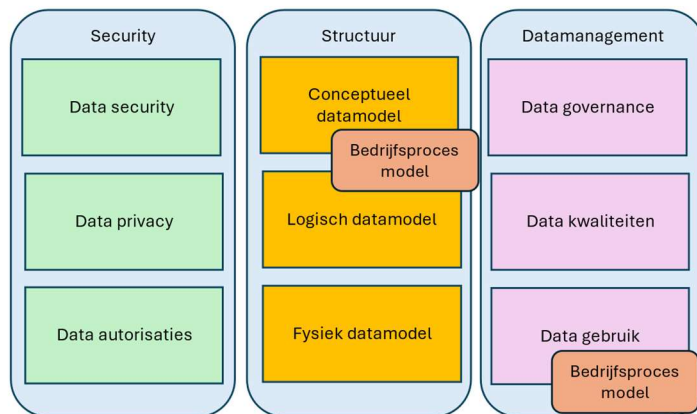 Security
Data security
Data privacy
Data autorisaties
Structuur
Conceptueel
datamodel
Bedrijfsproces
model
Logisch datamodel
Fysiek datamodel
Datamanagement
Data governance
Data kwaliteiten
Data gebruik
Bedrijfsproces
model